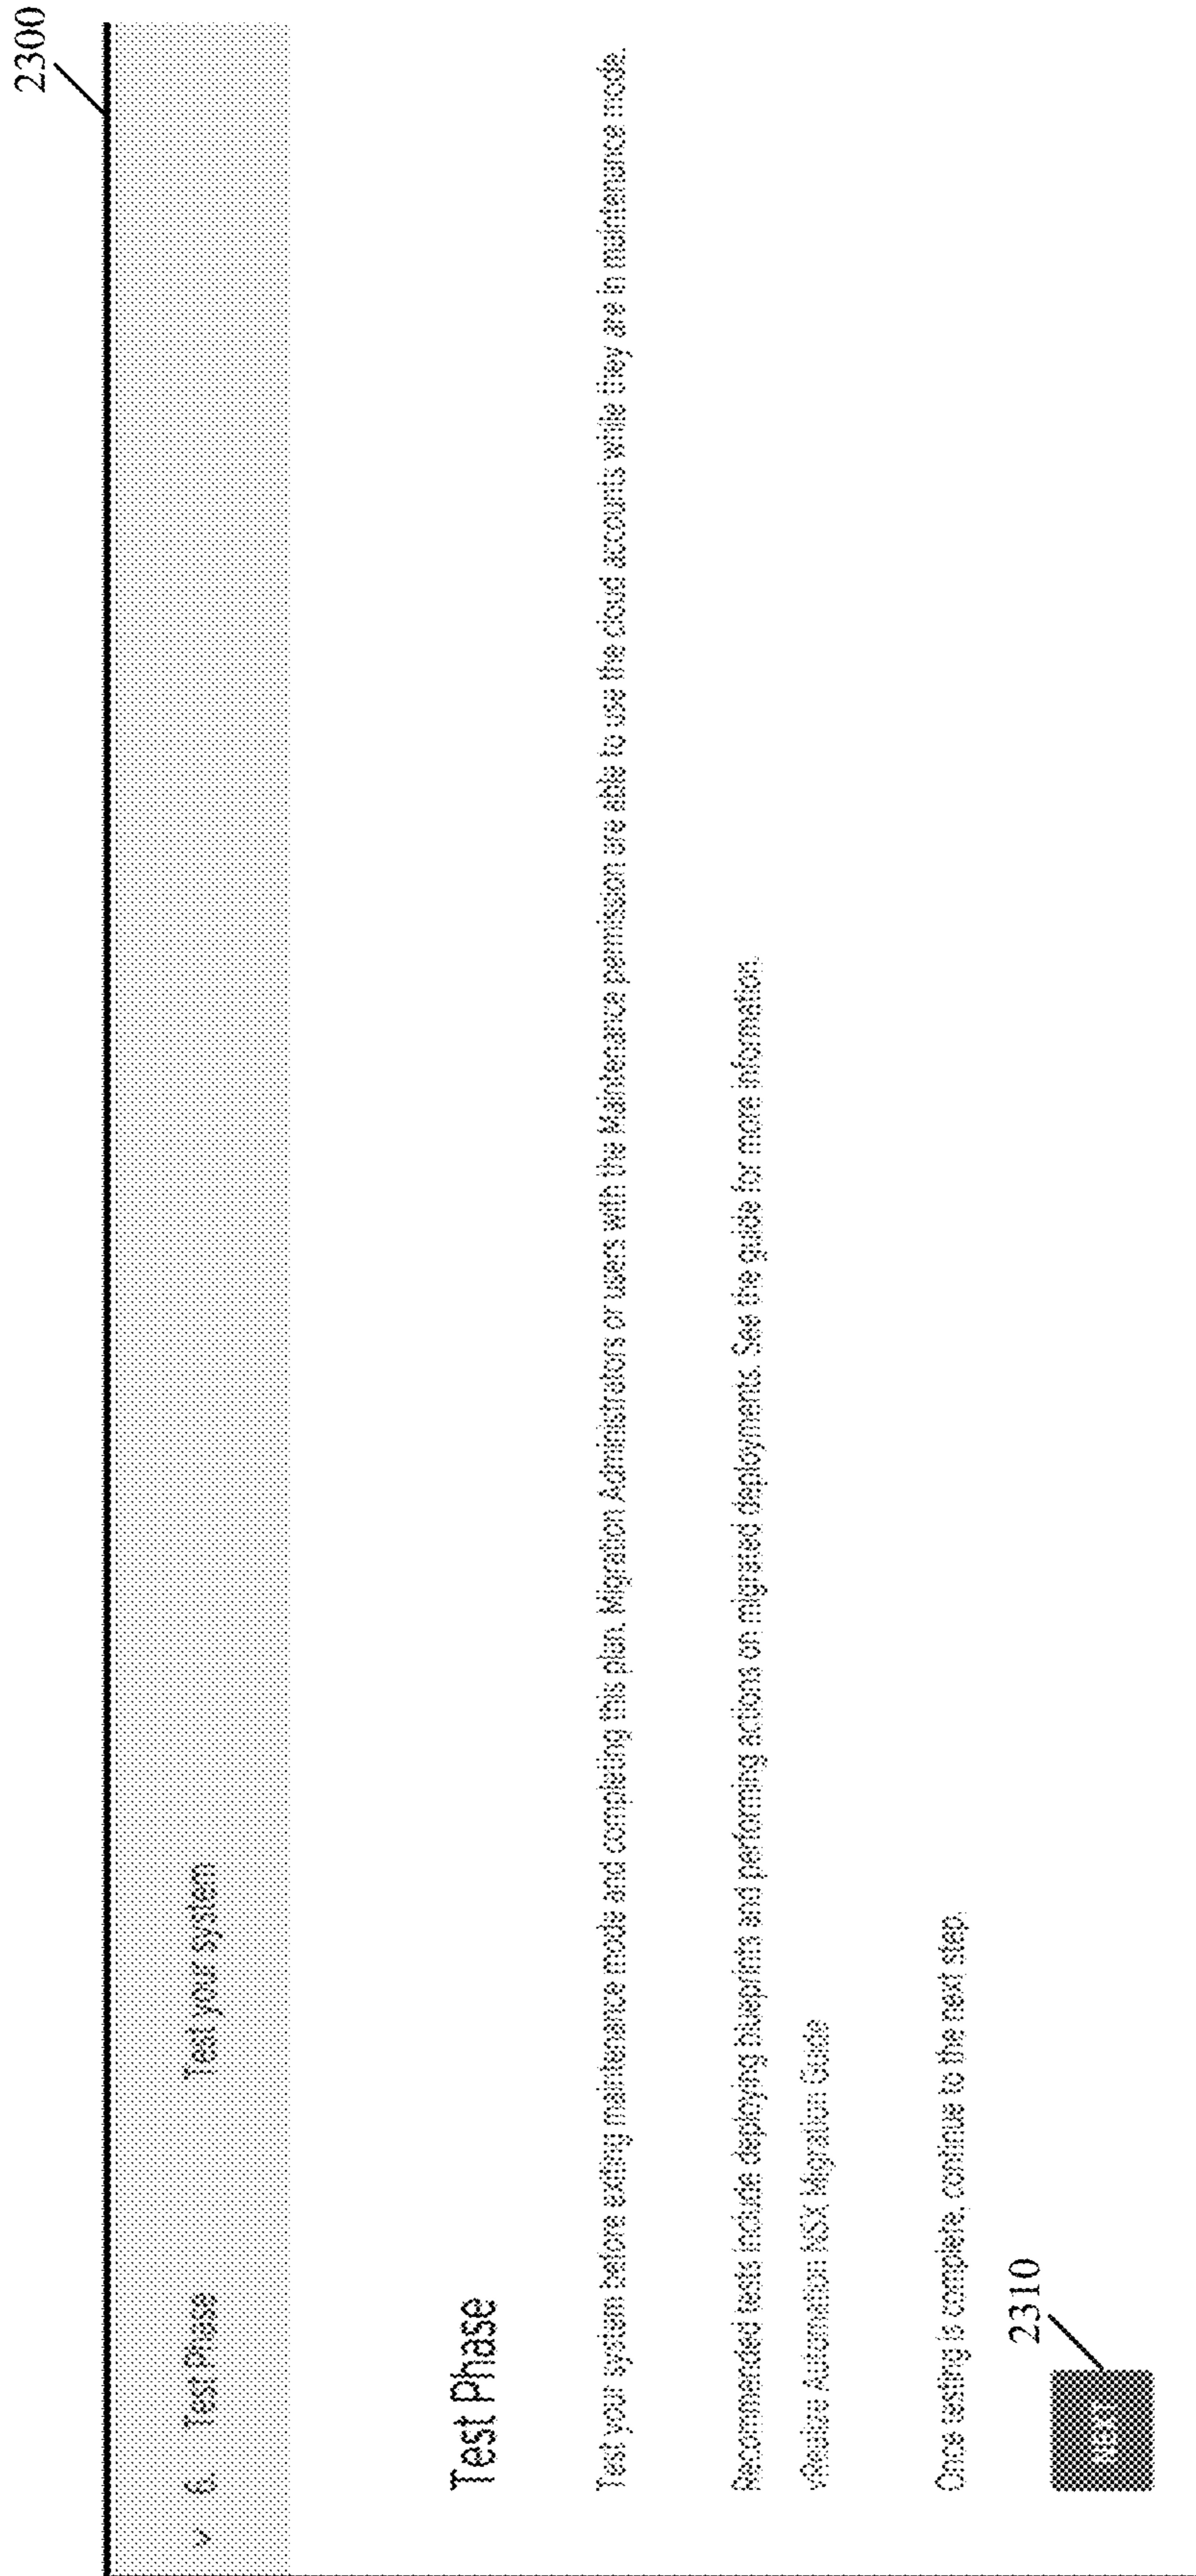 2300
v 6. Test Phase Test your system
Test Phase
Test your system before exiting maintenance mode and completing this plan. Migration Administrators or users with the Maintenance permission are able to use the cloud accounts while they are in maintenance mode.
Recommended tests include deploying blueprints and performing actions on migrated deployments. See the guide for more information.
vRealize Automation NSX Migration Guide
Once testing is complete, continue to the next step.
2310
NEXT